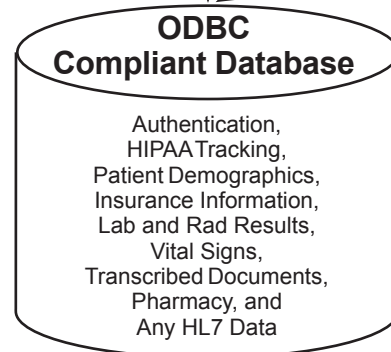 ODBC
Compliant Database
Authentication,
HIPAA Tracking,
Patient Demographics,
Insurance Information,
Lab and Rad Results,
Vital Signs,
Transcribed Documents,
Pharmacy, and
Any HL7 Data